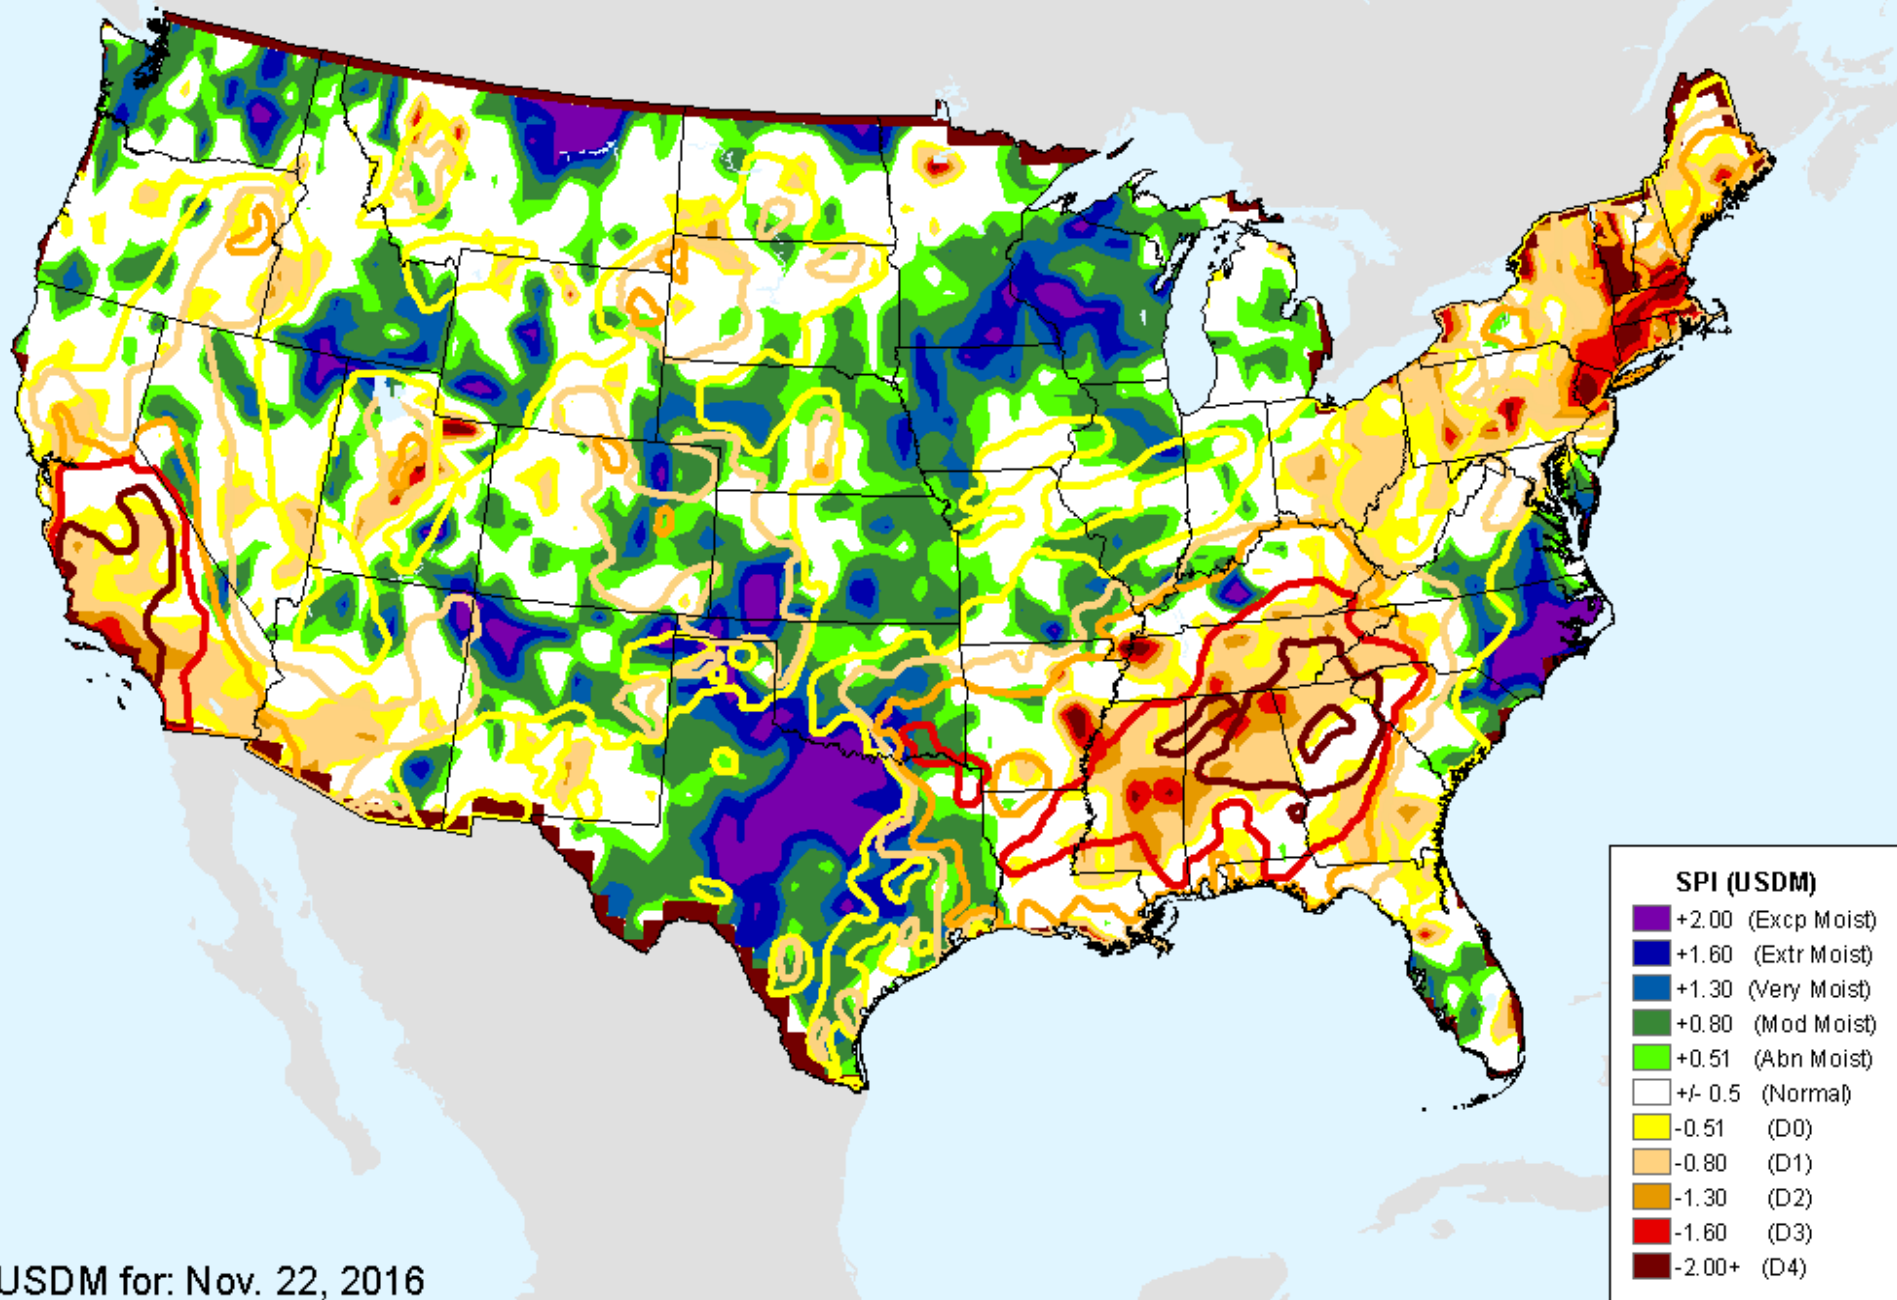 SPI (USDM)
+2.00 (Excp Moist)
+1.60 (Extr Moist)
+1.30 (Very Moist)
+0.80 (Mod Moist)
+0.51 (Abn Moist)
+/- 0.5 (Normal)
-0.51 (D0)
-0.80 (D1)
-1.30 (D2)
-1.60 (D3)
-2.00+ (D4)
USDM for: Nov. 22, 2016